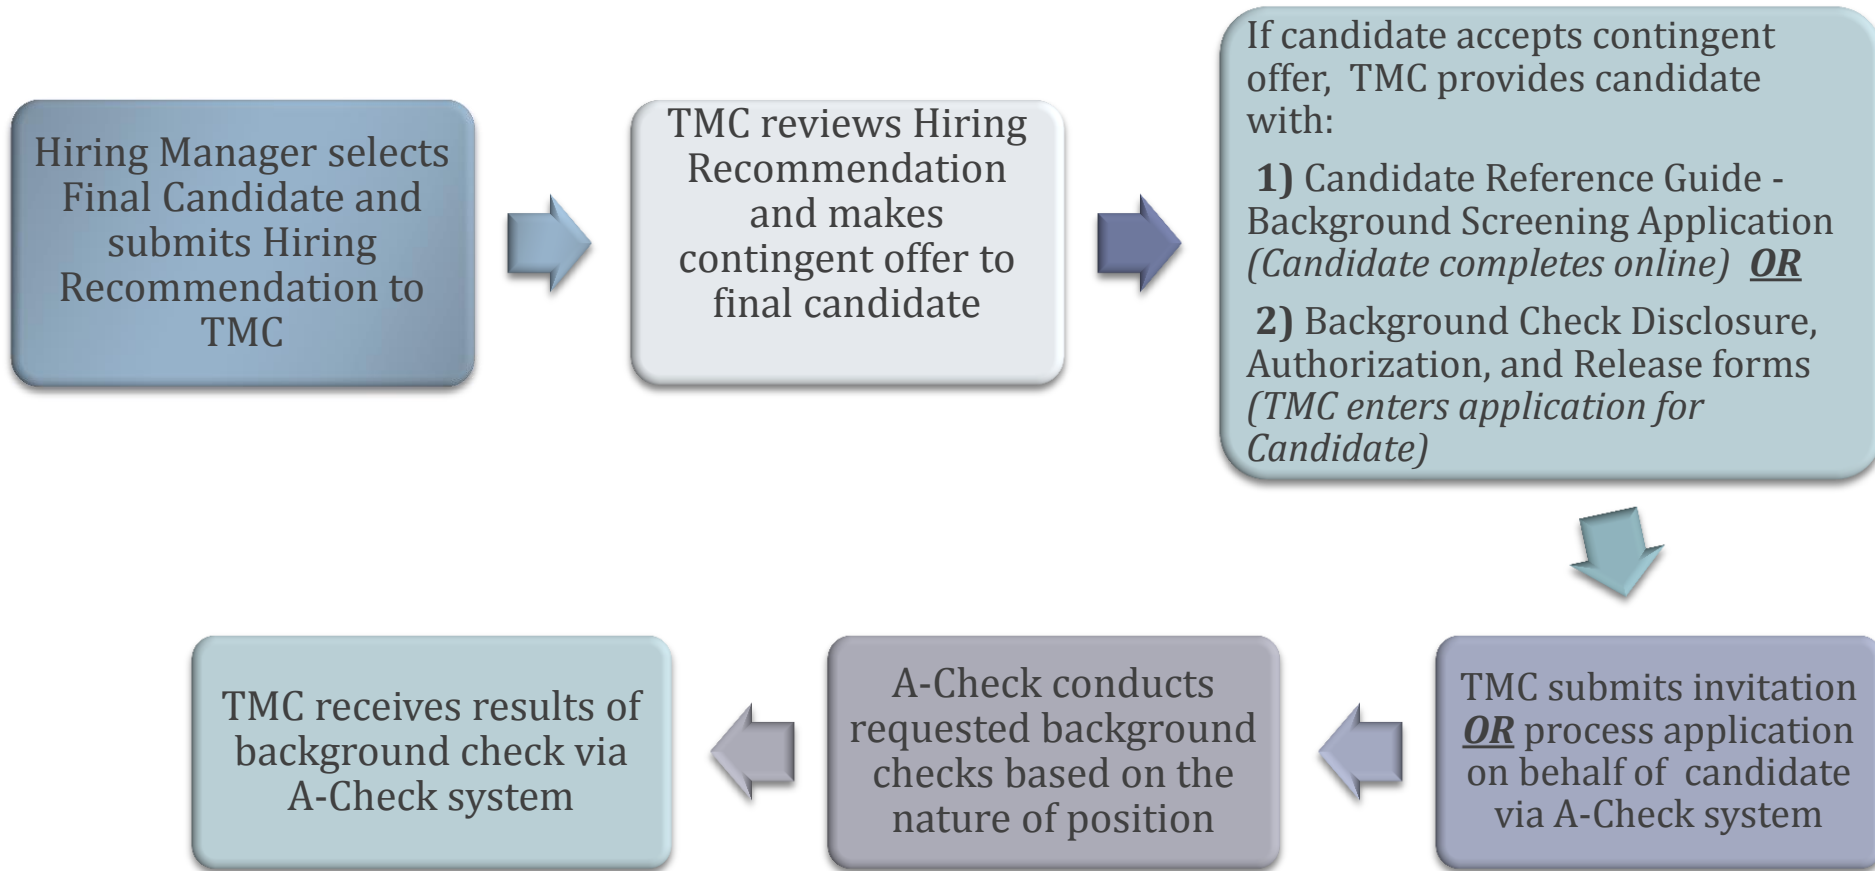 Hiring Manager selects
Final Candidate and
submits Hiring
Recommendation to
TMC
TMC reviews Hiring
Recommendation
and makes
contingent offer to
final candidate
If candidate accepts contingent
offer, TMC provides candidate
with:
1) Candidate Reference Guide -
Background Screening Application
(Candidate completes online) OR
2) Background Check Disclosure,
Authorization, and Release forms
(TMC enters application for
Candidate)
TMC submits invitation
OR process application
on behalf of candidate
via A-Check system
A-Check conducts
requested background
checks based on the
nature of position
TMC receives results of
background check via
A-Check system